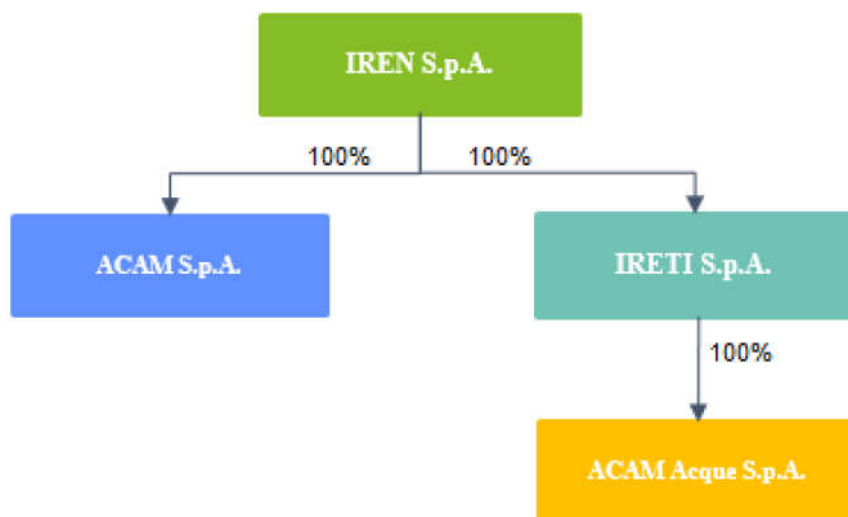 IREN S.p.A.
100%
100%
ACAM S.p.A.
IRETI S.p.A.
100%
ACAM Acque S.p.A.